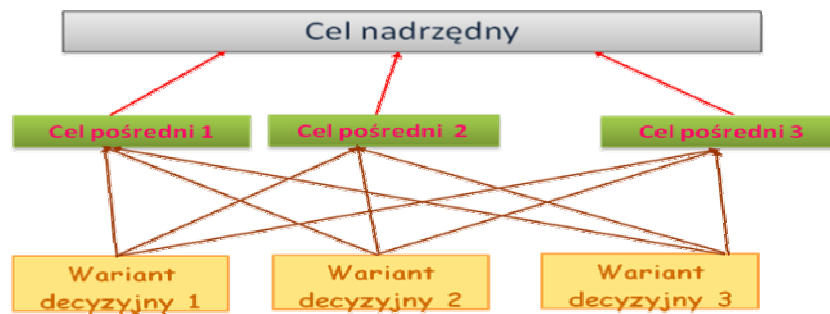 Cel nadrzędny
Cel pośredni 1
Cel pośredni 2
Cel pośredni 3
Wariant
decyzyjny 1
Wariant
decyzyjny 2
Wariant
decyzyjny 3